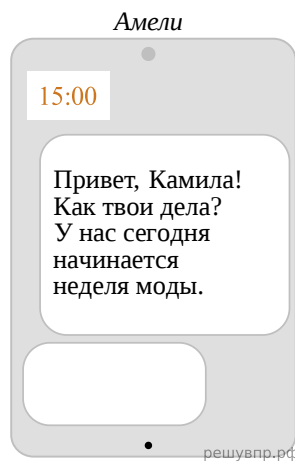 Амели
15:00
Привет, Камила!
Как твои дела?
У нас сегодня
начинается
неделя моды.
решувпр.рф